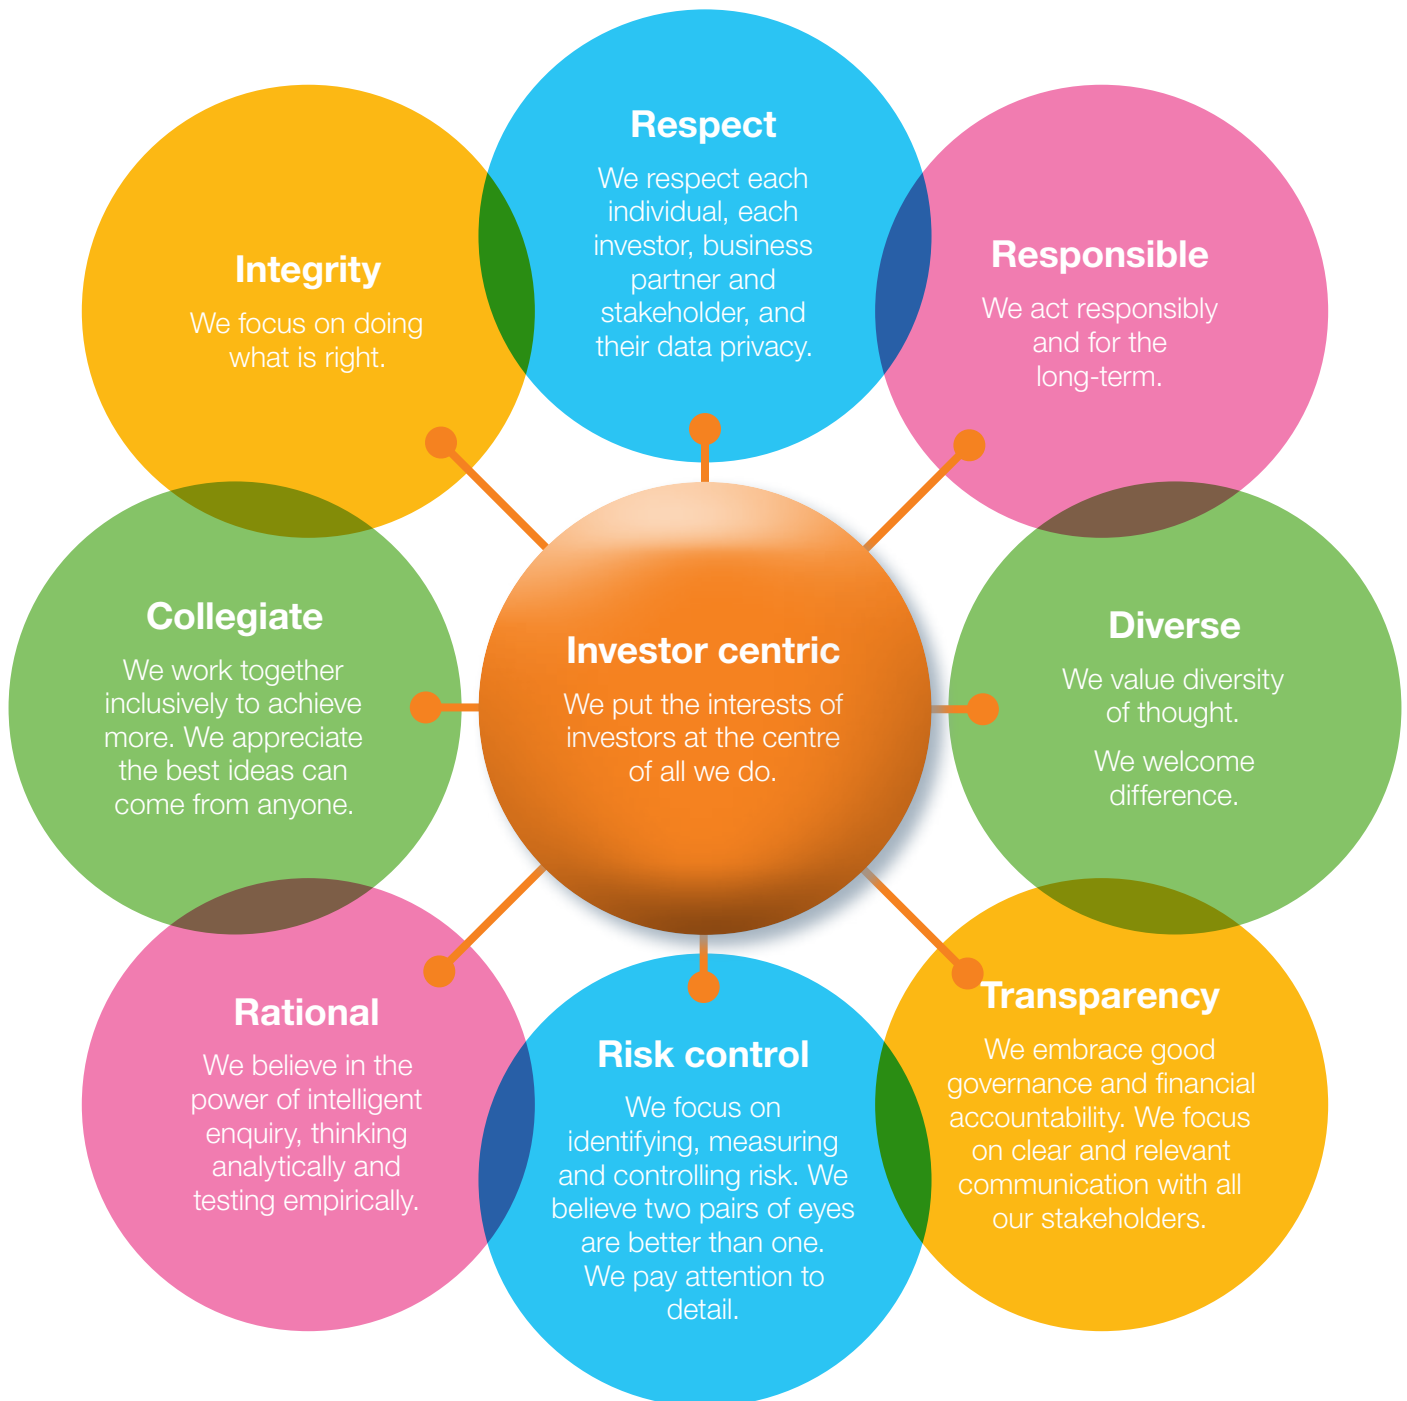 Respect
We respect each
individual, each
investor, business
partner and
stakeholder, and
their data privacy.
Integrity
We focus on doing
what is right.
Responsible
We act responsibly
and for the
long-term.
Collegiate
We work together
inclusively to achieve
more. We appreciate
the best ideas can
come from anyone.
Investor centric
We put the interests of
investors at the centre
of all we do.
Diverse
We value diversity
of thought.
We welcome
difference.
Rational
We believe in the
power of intelligent
enquiry, thinking
analytically and
testing empirically.
Risk control
We focus on
identifying, measuring
and controlling risk. We
believe two pairs of eyes
are better than one.
We pay attention to
detail.
Transparency
We embrace good
governance and financial
accountability. We focus
on clear and relevant
communication with all
our stakeholders.